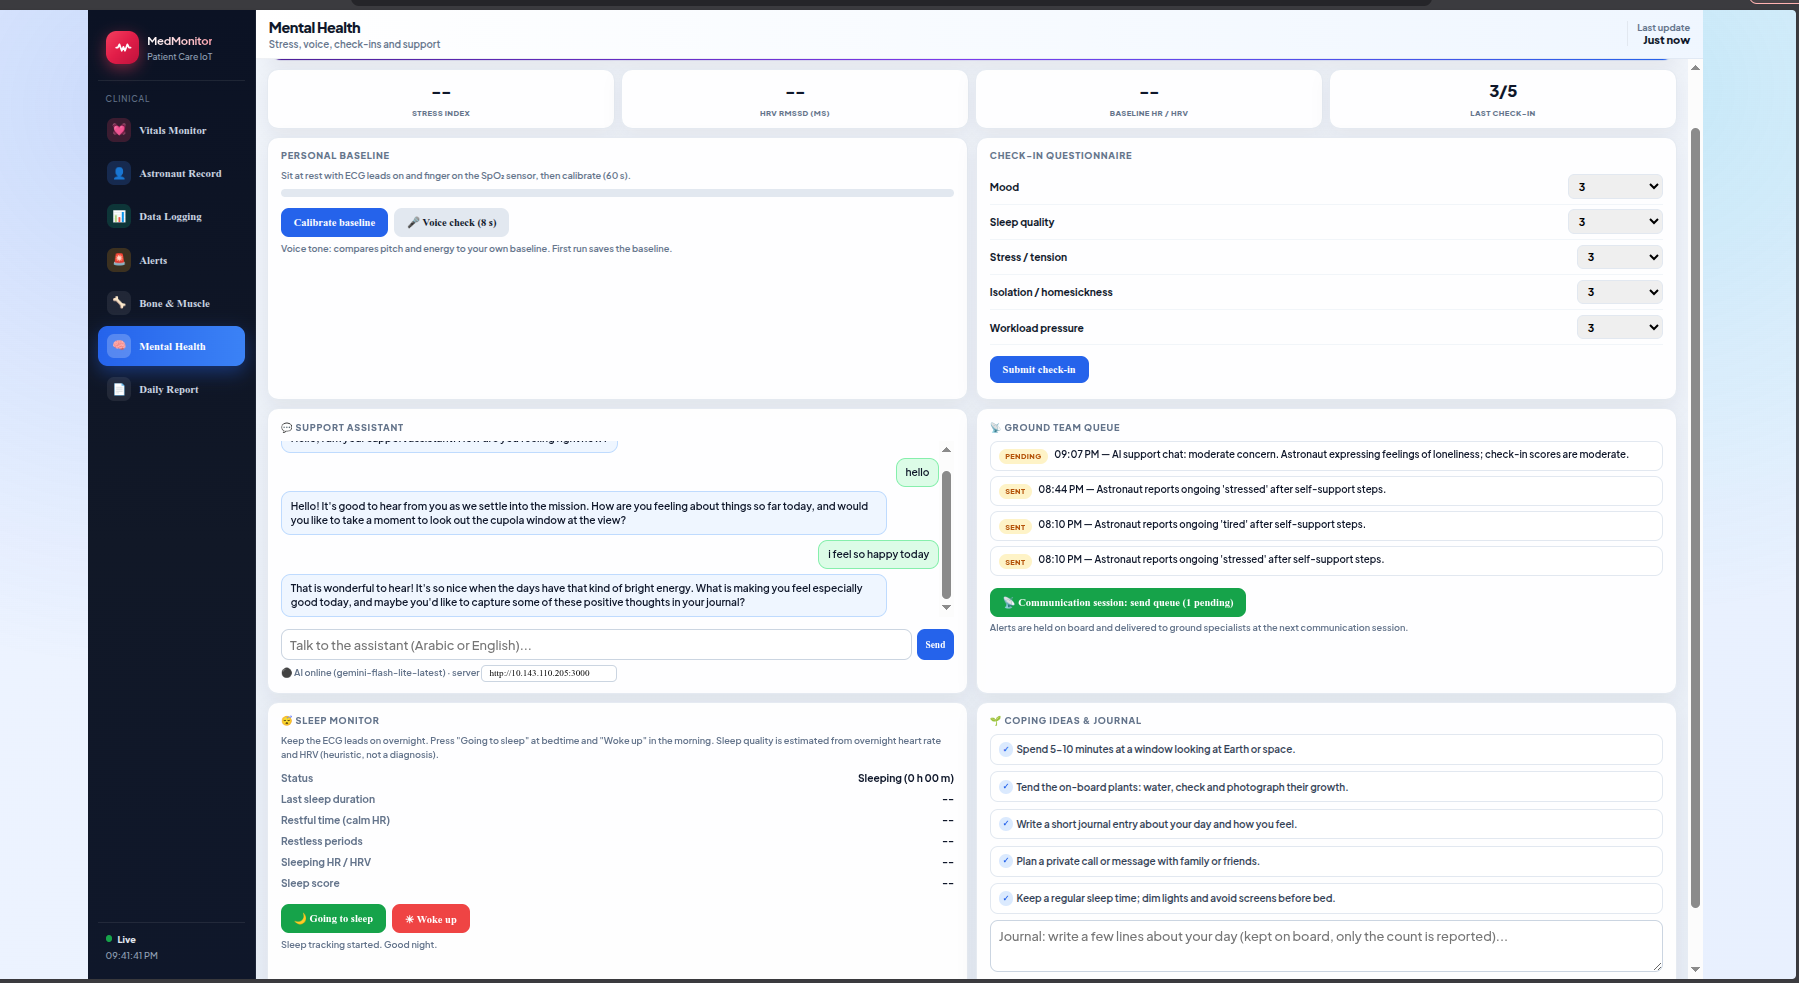 MedMonitor
Patient Care IoT
CLINICAL
Vitals Monitor
Astronaut Record
Data Logging
Alerts
Bone & Muscle
Mental Health
Daily Report
Live
09:41:41 PM
Mental Health
Stress, voice, check-ins and support
Last update
Just now
--
STRESS INDEX
--
HRV RMSSD (MS)
--
BASELINE HR / HRV
3/5
LAST CHECK-IN
PERSONAL BASELINE
Sit at rest with ECG leads on and finger on the SpO₂ sensor, then calibrate (60 s).
Calibrate baseline
🎤 Voice check (8 s)
Voice tone: compares pitch and energy to your own baseline. First run saves the baseline.
CHECK-IN QUESTIONNAIRE
Mood 3
Sleep quality 3
Stress / tension 3
Isolation / homesickness 3
Workload pressure 3
Submit check-in
💬 SUPPORT ASSISTANT
Hello, I am your support assistant. How are you feeling right now?
hello
Hello! It's good to hear from you as we settle into the mission. How are you feeling about things so far today, and would
you like to take a moment to look out the cupola window at the view?
i feel so happy today
That is wonderful to hear! It's so nice when the days have that kind of bright energy. What is making you feel especially
good today, and maybe you'd like to capture some of these positive thoughts in your journal?
Talk to the assistant (Arabic or English)...
Send
AI online (gemini-flash-lite-latest) · server http://10.143.110.205:3000
📡 GROUND TEAM QUEUE
PENDING 09:07 PM — AI support chat: moderate concern. Astronaut expressing feelings of loneliness; check-in scores are moderate.
SENT 08:44 PM — Astronaut reports ongoing 'stressed' after self-support steps.
SENT 08:10 PM — Astronaut reports ongoing 'tired' after self-support steps.
SENT 08:10 PM — Astronaut reports ongoing 'stressed' after self-support steps.
📡 Communication session: send queue (1 pending)
Alerts are held on board and delivered to ground specialists at the next communication session.
😴 SLEEP MONITOR
Keep the ECG leads on overnight. Press "Going to sleep" at bedtime and "Woke up" in the morning. Sleep quality is estimated from overnight heart rate
and HRV (heuristic, not a diagnosis).
Status Sleeping (0 h 00 m)
Last sleep duration --
Restful time (calm HR) --
Restless periods --
Sleeping HR / HRV --
Sleep score --
🌙 Going to sleep
☀ Woke up
Sleep tracking started. Good night.
🌱 COPING IDEAS & JOURNAL
✓ Spend 5-10 minutes at a window looking at Earth or space.
✓ Tend the on-board plants: water, check and photograph their growth.
✓ Write a short journal entry about your day and how you feel.
✓ Plan a private call or message with family or friends.
✓ Keep a regular sleep time; dim lights and avoid screens before bed.
Journal: write a few lines about your day (kept on board, only the count is reported)...